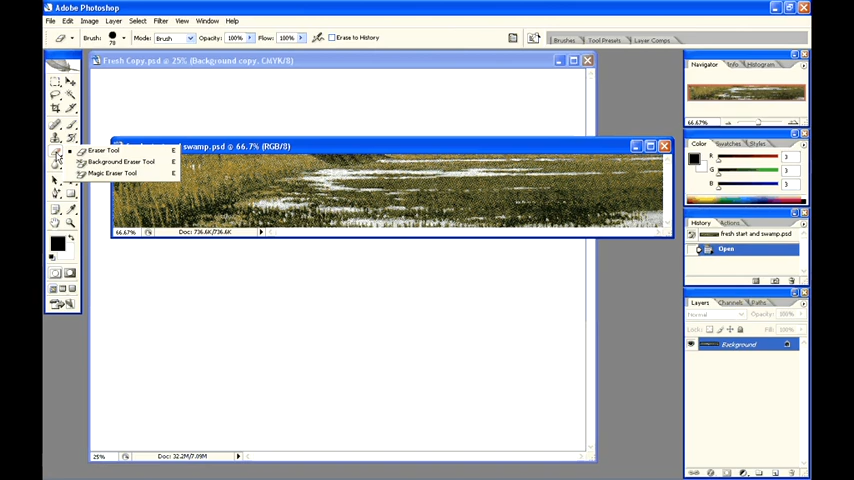 Adobe Photoshop
File Edit Image Layer Select Filter View Window Help
Brush: 78 Mode: Brush Opacity: 100% Flow: 100% Erase to History
Brushes Tool Presets Layer Comps
Fresh Copy.psd @ 25% (Background copy, CMYK/8)
Navigator Info Histogram
66.67%
swamp.psd @ 66.7% (RGB/8)
Eraser Tool E
Background Eraser Tool E
Magic Eraser Tool E
Color Swatches Styles
R 3
G 3
B 3
66.67% Doc: 736.6K/736.6K
History Actions
fresh start and swamp.psd
Open
Layers Channels Paths
Normal Opacity: 100%
Lock: Fill: 100%
Background
25% Doc: 32.2M/7.09M